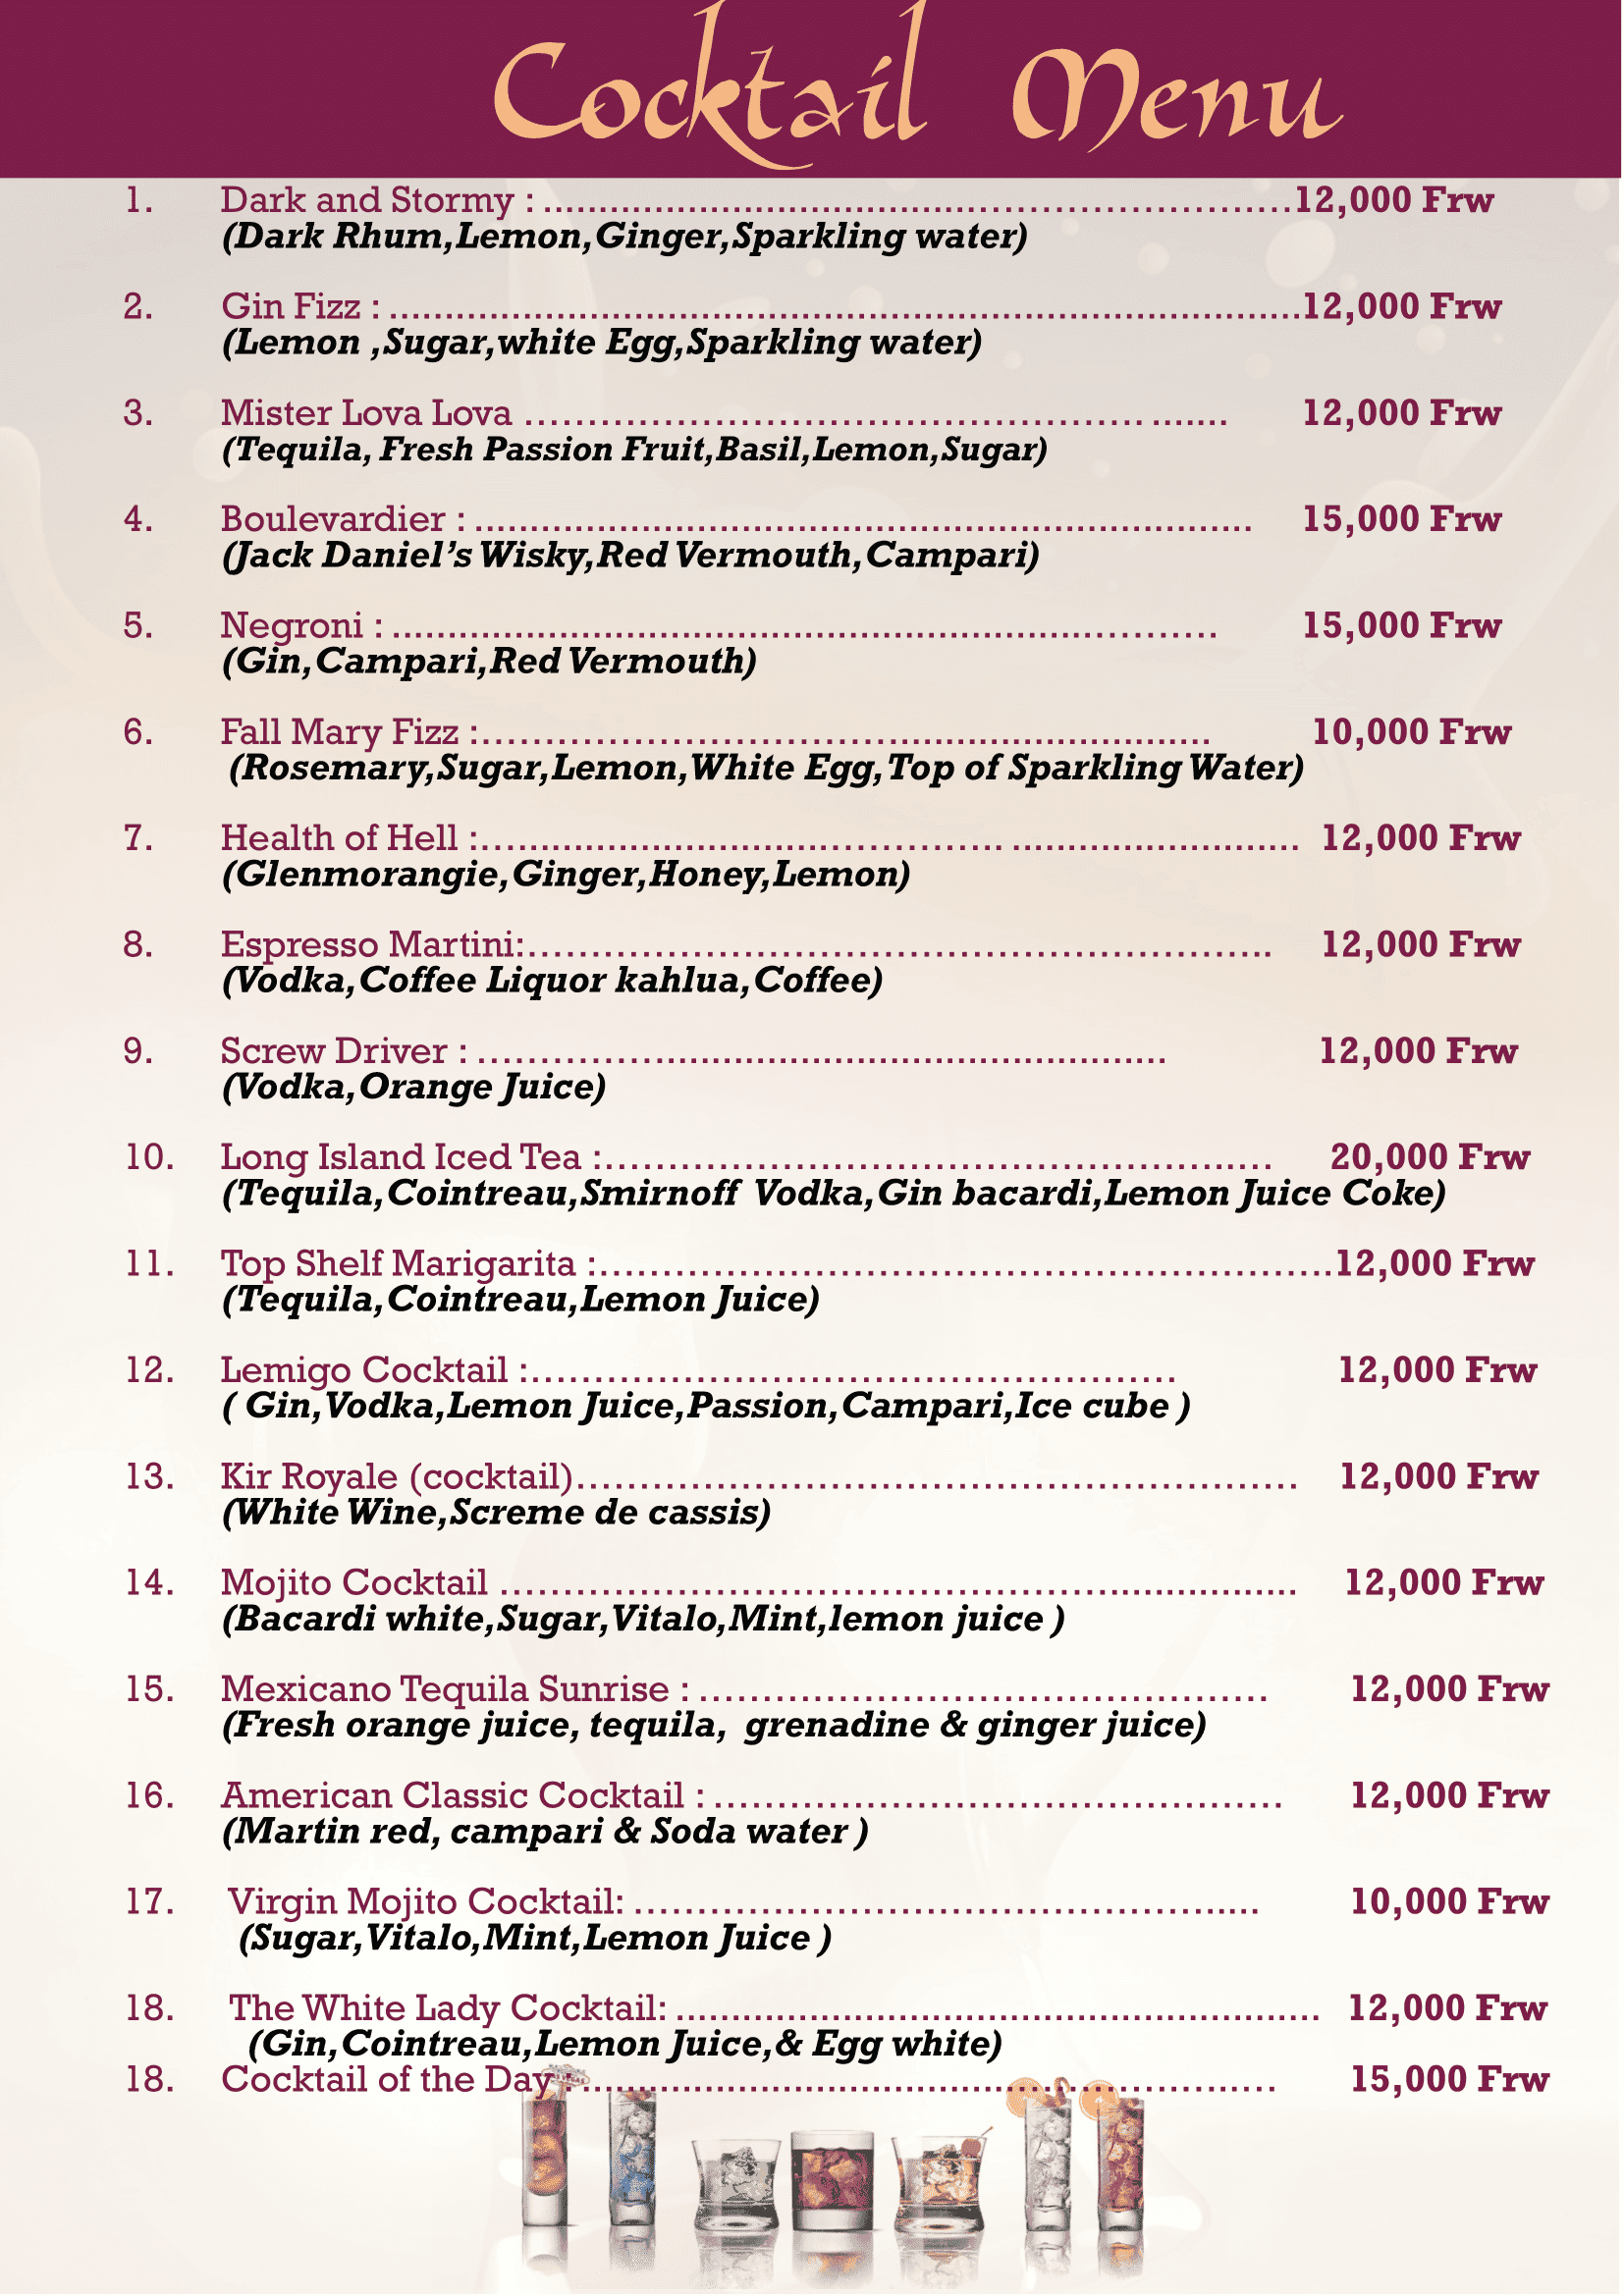 Cocktail Menu
1. Dark and Stormy : ................................................................12,000 Frw
(Dark Rhum,Lemon,Ginger,Sparkling water)
2. Gin Fizz : ................................................................................12,000 Frw
(Lemon ,Sugar,white Egg,Sparkling water)
3. Mister Lova Lova ....................................................... 12,000 Frw
(Tequila, Fresh Passion Fruit,Basil,Lemon,Sugar)
4. Boulevardier : ..................................................................... 15,000 Frw
(Jack Daniel’s Wisky,Red Vermouth,Campari)
5. Negroni : ........................................................................ 15,000 Frw
(Gin,Campari,Red Vermouth)
6. Fall Mary Fizz :............................................................. 10,000 Frw
(Rosemary,Sugar,Lemon,White Egg,Top of Sparkling Water)
7. Health of Hell :............................................. .......................... 12,000 Frw
(Glenmorangie,Ginger,Honey,Lemon)
8. Espresso Martini:.......................................................... 12,000 Frw
(Vodka,Coffee Liquor kahlua,Coffee)
9. Screw Driver : ............................................................. 12,000 Frw
(Vodka,Orange Juice)
10. Long Island Iced Tea :..................................................... 20,000 Frw
(Tequila,Cointreau,Smirnoff Vodka,Gin bacardi,Lemon Juice Coke)
11. Top Shelf Marigarita :.........................................................12,000 Frw
(Tequila,Cointreau,Lemon Juice)
12. Lemigo Cocktail :.................................................. 12,000 Frw
( Gin,Vodka,Lemon Juice,Passion,Campari,Ice cube )
13. Kir Royale (cocktail)........................................................ 12,000 Frw
(White Wine,Screme de cassis)
14. Mojito Cocktail ................................................................ 12,000 Frw
(Bacardi white,Sugar,Vitalo,Mint,lemon juice )
15. Mexicano Tequila Sunrise : ............................................ 12,000 Frw
(Fresh orange juice, tequila, grenadine & ginger juice)
16. American Classic Cocktail : ............................................ 12,000 Frw
(Martin red, campari & Soda water )
17. Virgin Mojito Cocktail: .................................................. 10,000 Frw
(Sugar,Vitalo,Mint,Lemon Juice )
18. The White Lady Cocktail: ......................................................... 12,000 Frw
(Gin,Cointreau,Lemon Juice,& Egg white)
18. Cocktail of the Day : ............................................................. 15,000 Frw